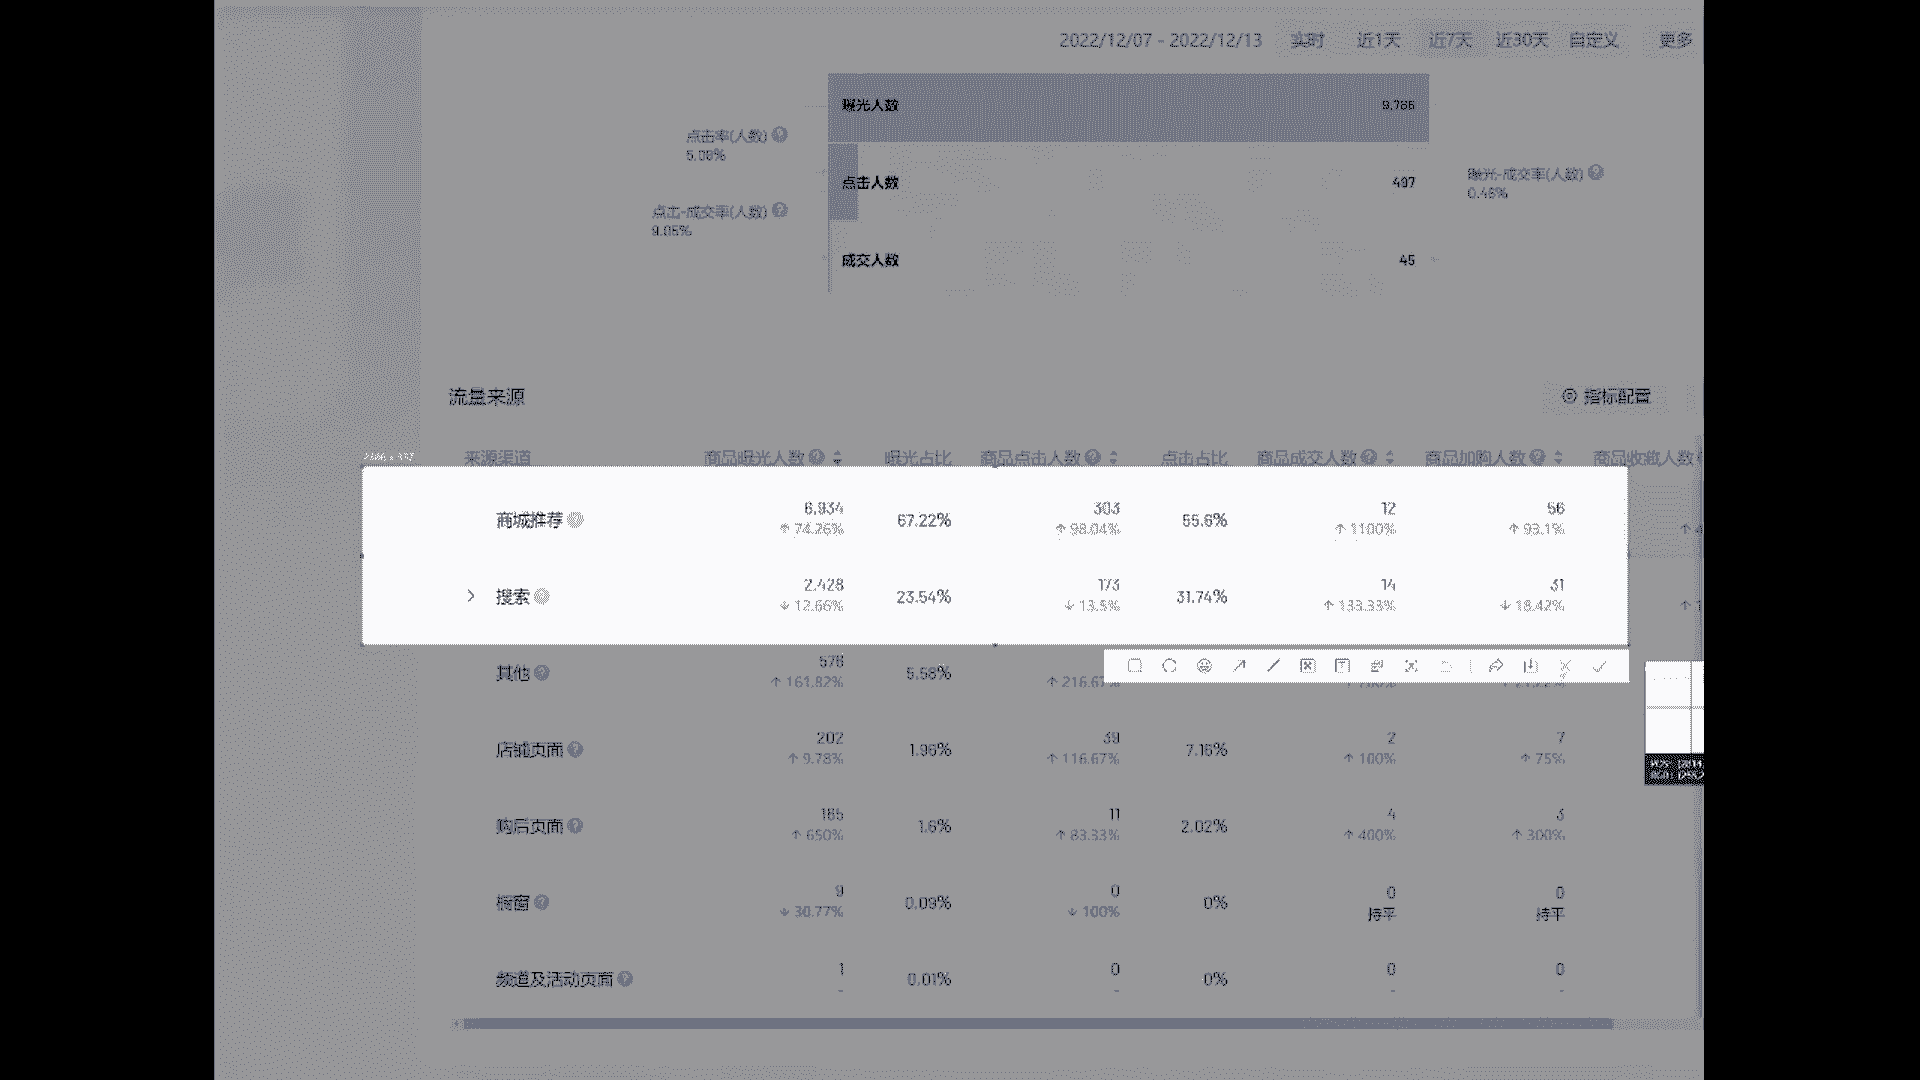 2022/12/07 - 2022/12/13 实时 近1天 近7天 近30天 自定义 更多
曝光人数 9,766
点击率(人数)
5.09%
点击人数 497
曝光-成交率(人数)
0.46%
点击-成交率(人数)
9.05%
成交人数 45
流量来源 指标配置
来源渠道 商品曝光人数 曝光占比 商品点击人数 点击占比 商品成交人数 商品加购人数 商品收藏人数
商城推荐 6,934 67.22% 303 55.6% 12 56
↑ 74.26% ↑ 98.04% ↑ 1100% ↑ 93.1%
搜索 2,428 23.54% 173 31.74% 14 31
↓ 12.66% ↓ 13.5% ↑ 133.33% ↓ 18.42%
其他 576 5.58%
↑ 161.82% ↑ 216.67
店铺页面 202 1.96% 39 7.16% 2 7
↑ 9.78% ↑ 116.67% ↑ 100% ↑ 75%
购后页面 165 1.6% 11 2.02% 4 3
↑ 650% ↑ 83.33% ↑ 400% ↑ 300%
橱窗 9 0.09% 0 0% 0 0
↓ 30.77% ↓ 100% 持平 持平
频道及活动页面 1 0.01% 0 0% 0 0
- - - -